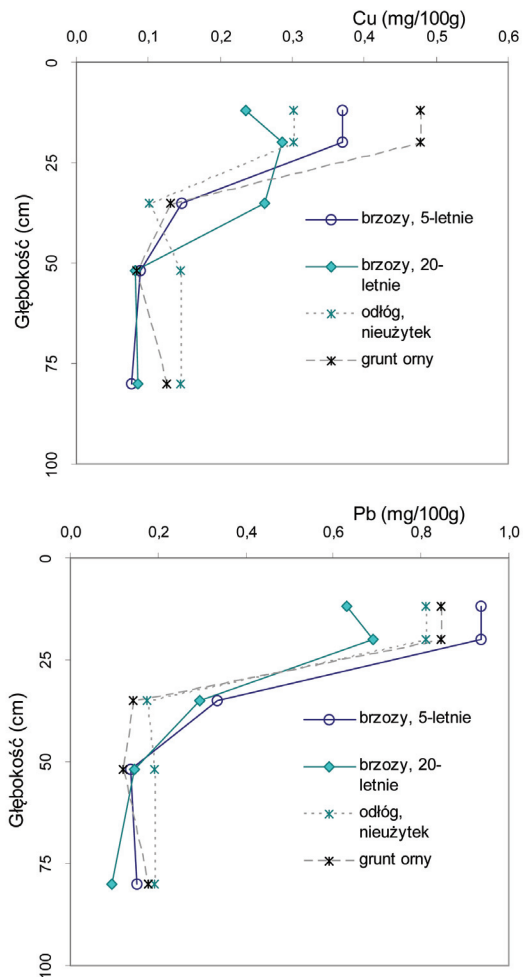 Cu (mg/100g)
0,0 0,1 0,2 0,3 0,4 0,5 0,6
0
25
50
75
100
Głębokość (cm)
brzozy, 5-letnie
brzozy, 20-
letnie
odłóg,
nieużytek
grunt orny
Pb (mg/100g)
0,0 0,2 0,4 0,6 0,8 1,0
0
25
50
75
100
Głębokość (cm)
brzozy, 5-letnie
brzozy, 20-
letnie
odłóg,
nieużytek
grunt orny